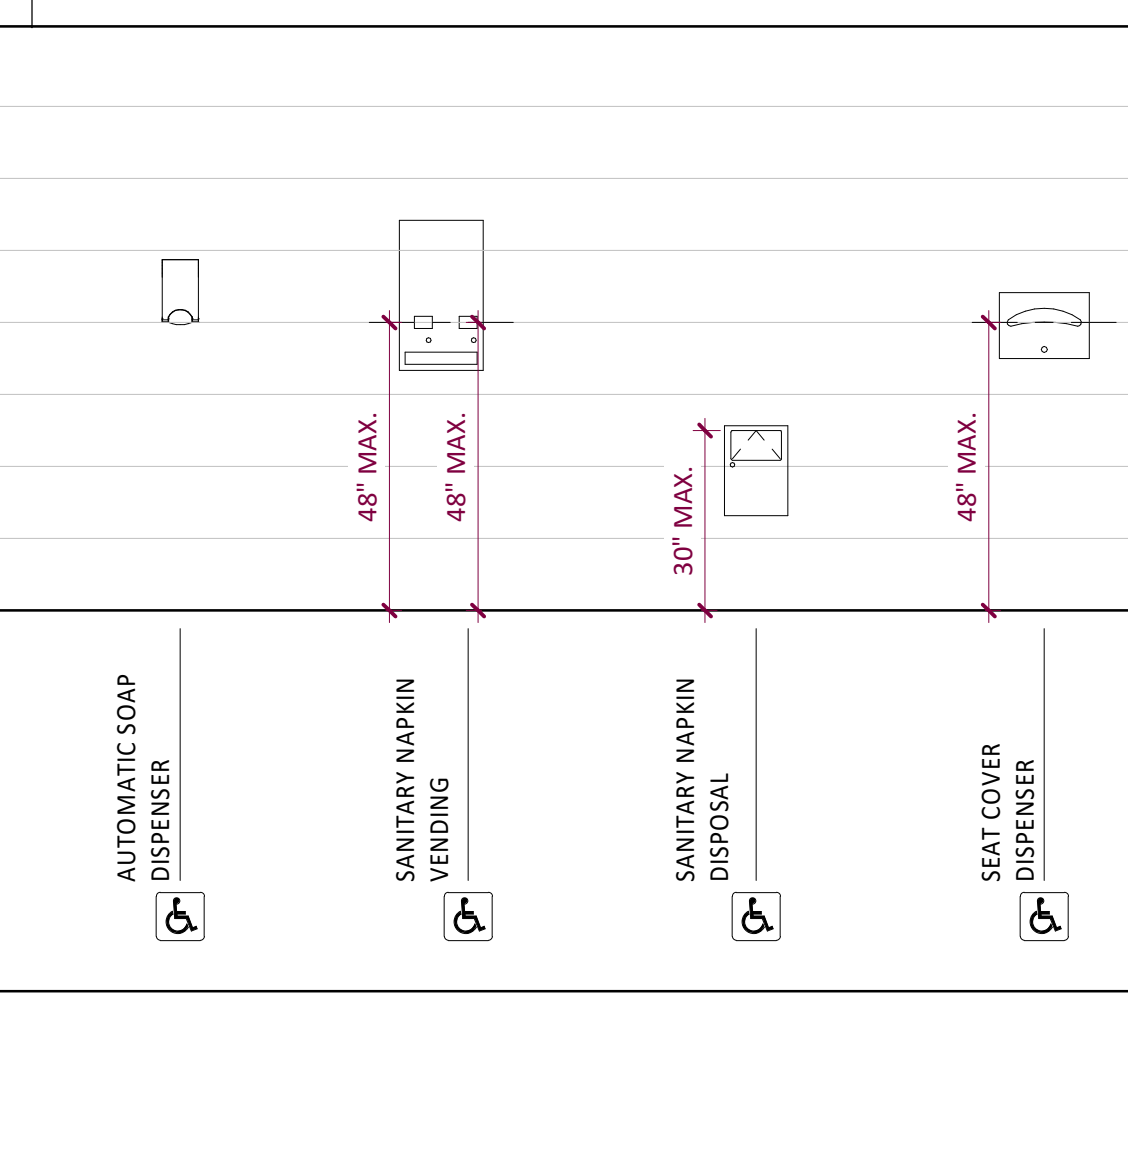 48" MAX.
48" MAX.
30" MAX.
48" MAX.
AUTOMATIC SOAP
DISPENSER
SANITARY NAPKIN
VENDING
SANITARY NAPKIN
DISPOSAL
SEAT COVER
DISPENSER